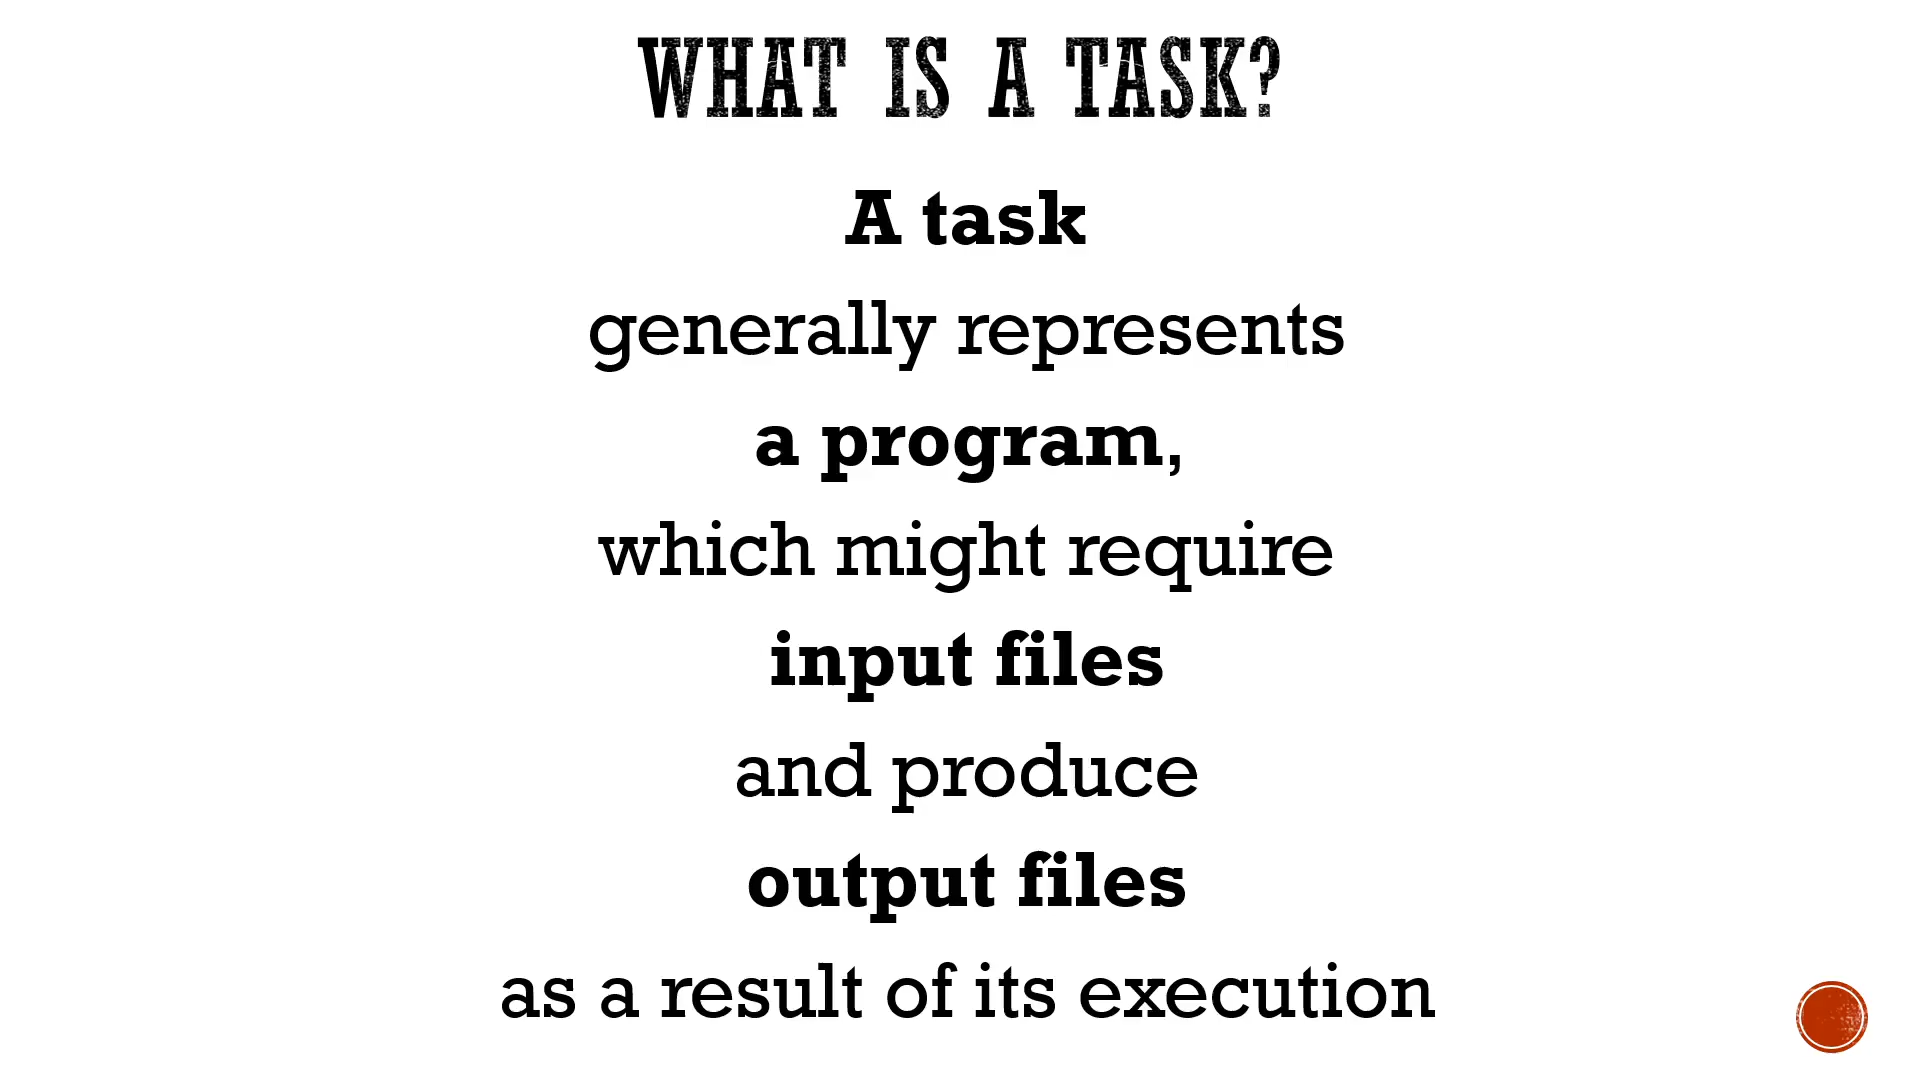 WHAT IS A TASK?
A task
generally represents
a program,
which might require
input files
and produce
output files
as a result of its execution